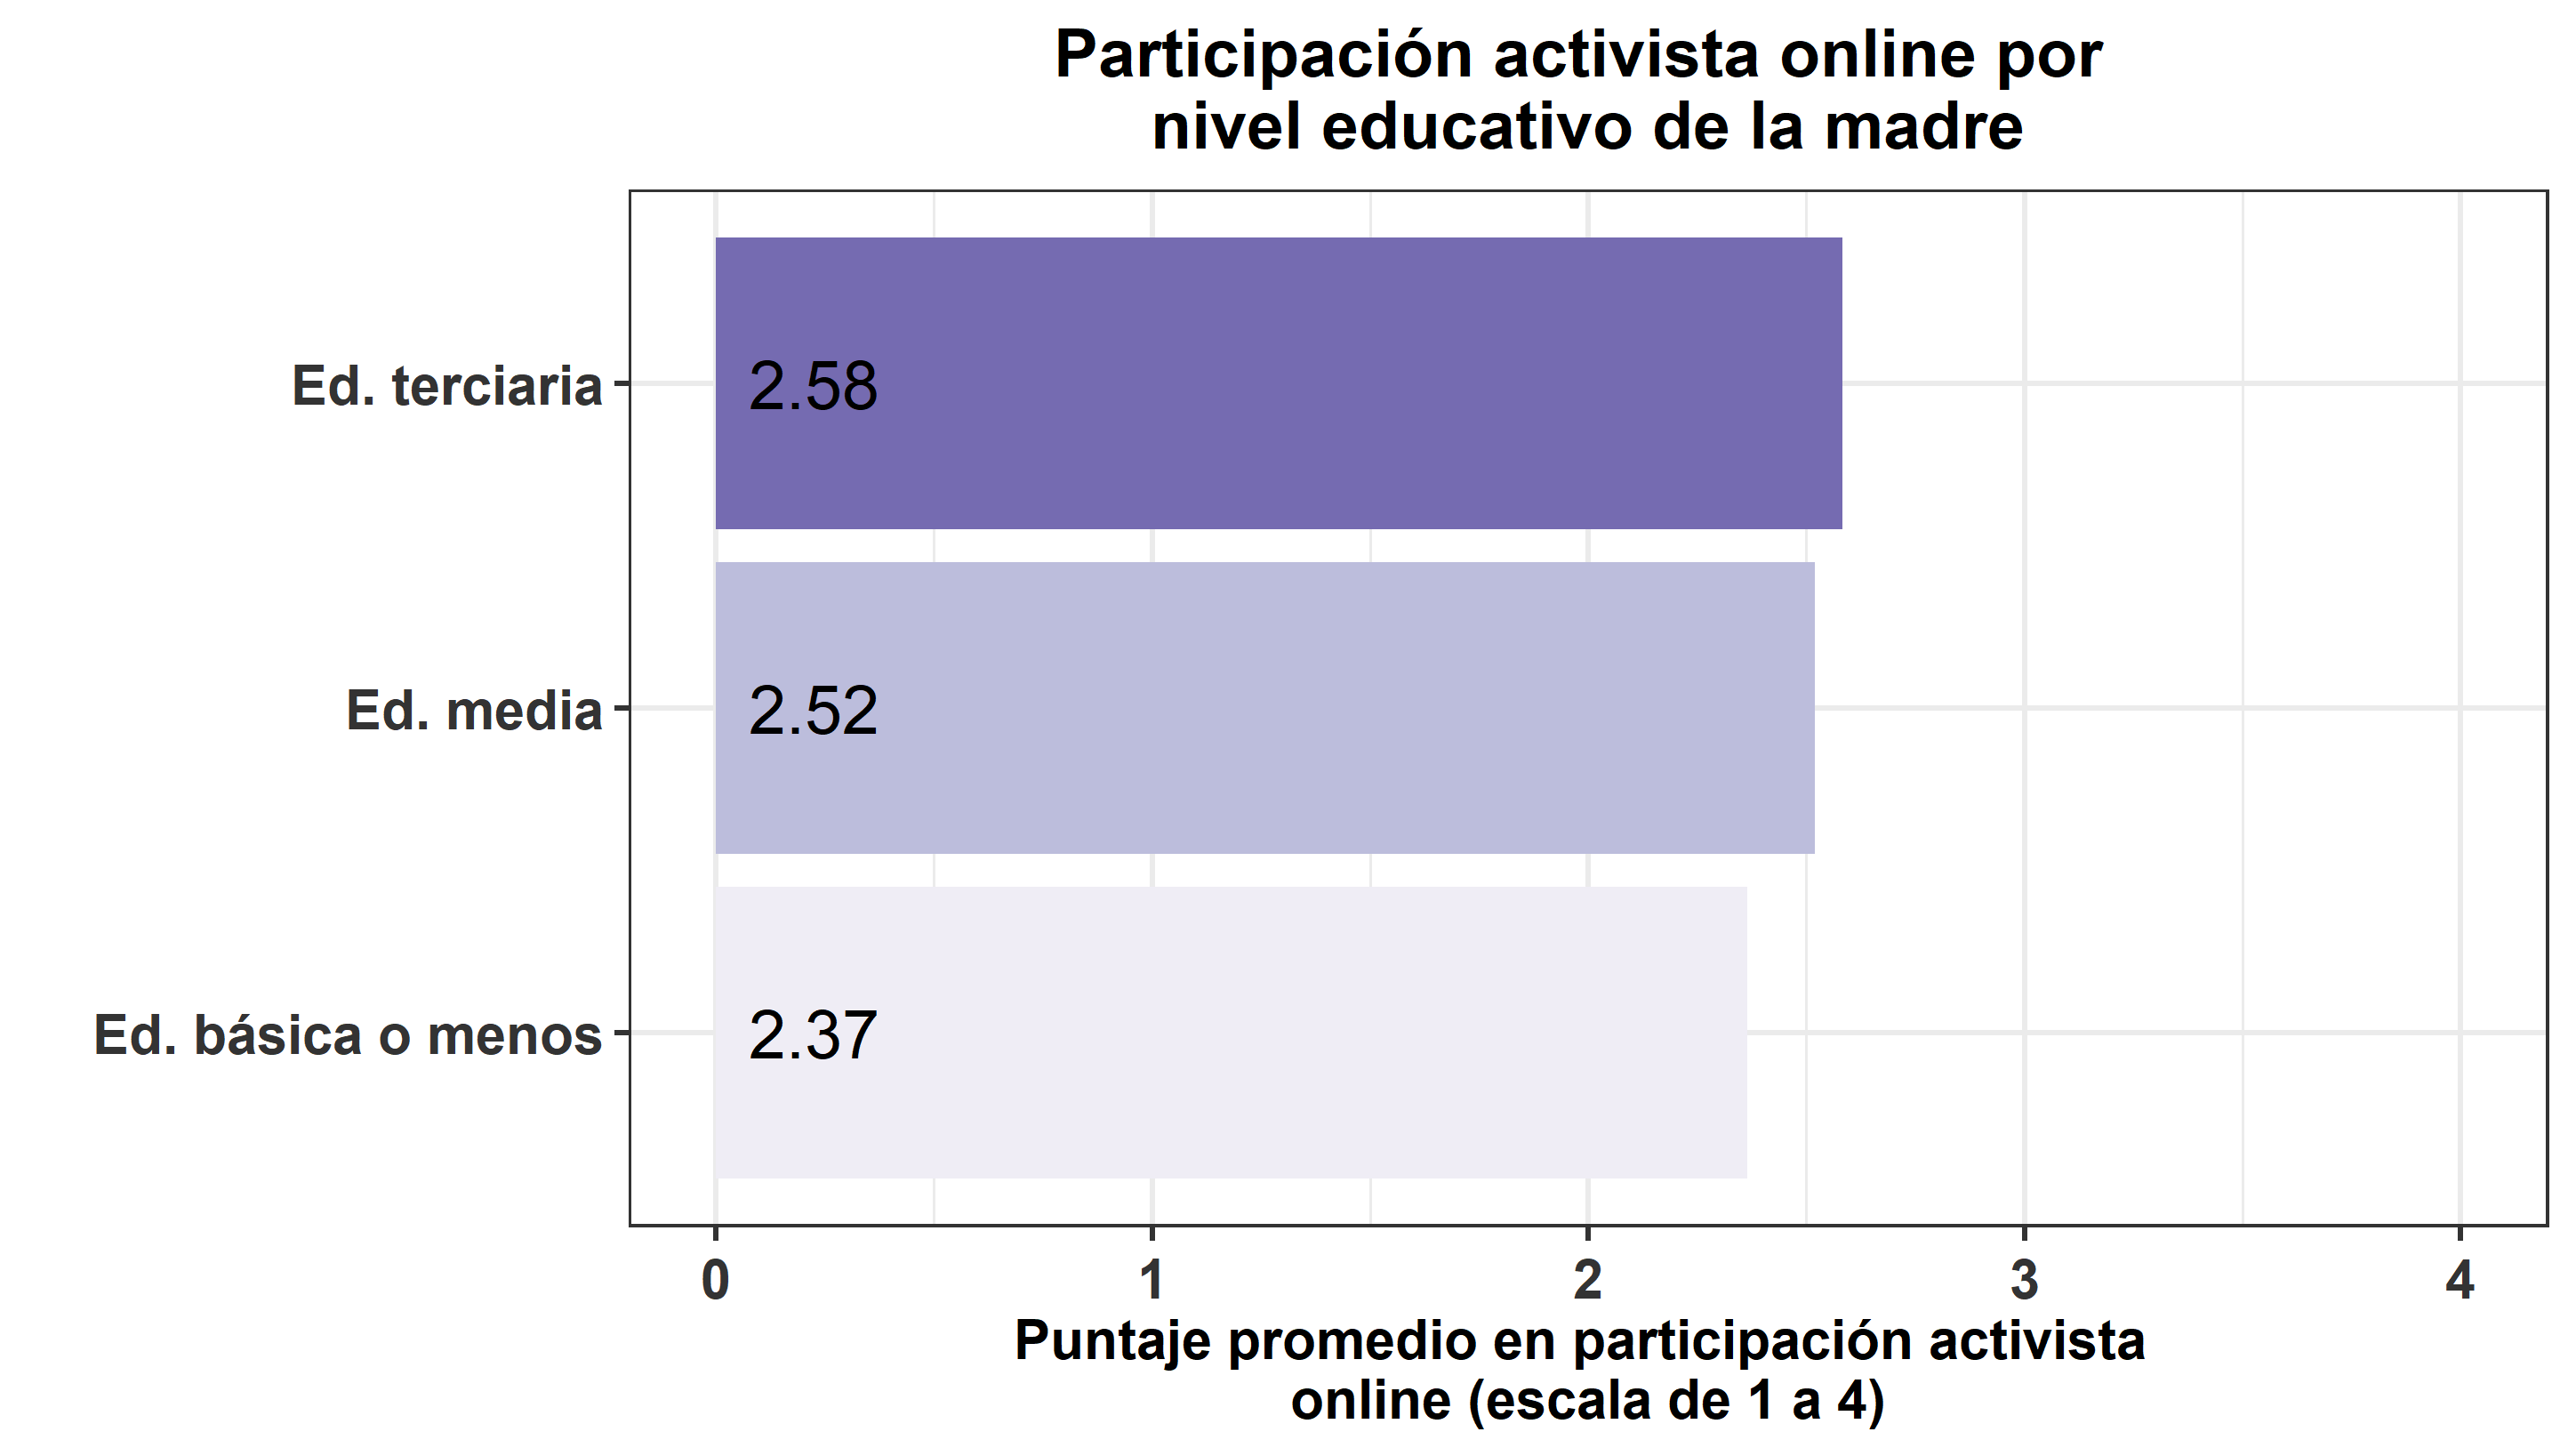 Participación activista online por
nivel educativo de la madre
Ed. terciaria
2.58
Ed. media
2.52
Ed. básica o menos
2.37
0 1 2 3 4
Puntaje promedio en participación activista
online (escala de 1 a 4)